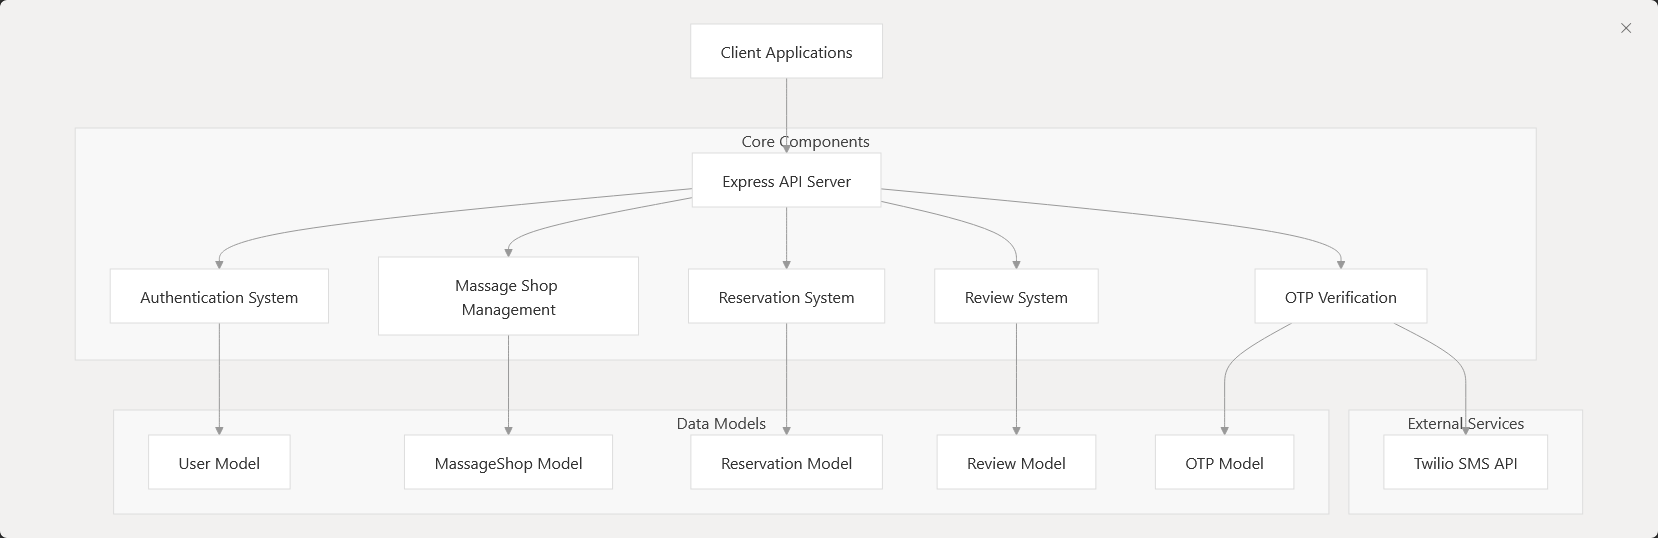 Client Applications
Core Components
Express API Server
Authentication System
Massage Shop
Management
Reservation System
Review System
OTP Verification
Data Models
External Services
User Model
MassageShop Model
Reservation Model
Review Model
OTP Model
Twilio SMS API